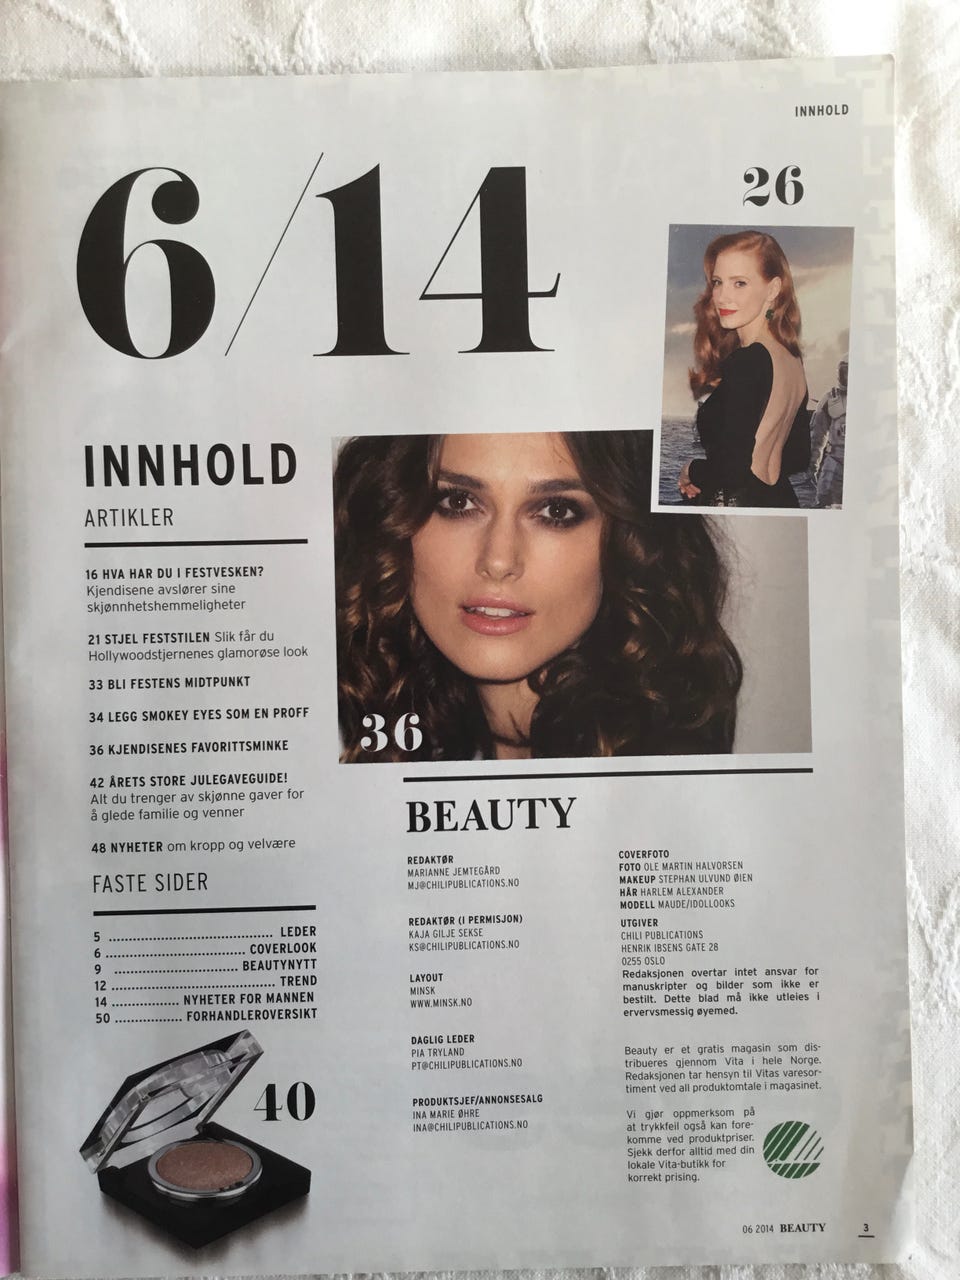 INNHOLD
6/14
26
INNHOLD
ARTIKLER
16 HVA HAR DU I FESTVESKEN?
Kjendisene avslører sine
skjønnhetshemmeligheter
21 STJEL FESTSTILEN Slik får du
Hollywoodstjernenes glamorøse look
33 BLI FESTENS MIDTPUNKT
34 LEGG SMOKEY EYES SOM EN PROFF
36 KJENDISENES FAVORITTSMINKE
42 ÅRETS STORE JULEGAVEGUIDE!
Alt du trenger av skjønne gaver for
å glede familie og venner
48 NYHETER om kropp og velvære
FASTE SIDER
5 ........................................ LEDER
6 ................................. COVERLOOK
9 .............................. BEAUTYNYTT
12 ....................................... TREND
14 ................ NYHETER FOR MANNEN
50 ................ FORHANDLEROVERSIKT
40
36
BEAUTY
REDAKTØR
MARIANNE JEMTEGÅRD
MJ@CHILIPUBLICATIONS.NO
REDAKTØR (I PERMISJON)
KAJA GILJE SEKSE
KS@CHILIPUBLICATIONS.NO
LAYOUT
MINSK
WWW.MINSK.NO
DAGLIG LEDER
PIA TRYLAND
PT@CHILIPUBLICATIONS.NO
PRODUKTSJEF/ANNONSESALG
INA MARIE ØHRE
INA@CHILIPUBLICATIONS.NO
COVERFOTO
FOTO OLE MARTIN HALVORSEN
MAKEUP STEPHAN ULVUND ØIEN
HÅR HARLEM ALEXANDER
MODELL MAUDE/IDOLLOOKS
UTGIVER
CHILI PUBLICATIONS
HENRIK IBSENS GATE 28
0255 OSLO
Redaksjonen overtar intet ansvar for
manuskripter og bilder som ikke er
bestilt. Dette blad må ikke utleies i
ervervsmessig øyemed.
Beauty er et gratis magasin som dis-
tribueres gjennom Vita i hele Norge.
Redaksjonen tar hensyn til Vitas varesor-
timent ved all produktomtale i magasinet.
Vi gjør oppmerksom på
at trykkfeil også kan fore-
komme ved produktpriser.
Sjekk derfor alltid med din
lokale Vita-butikk for
korrekt prising.
06 2014 BEAUTY 3